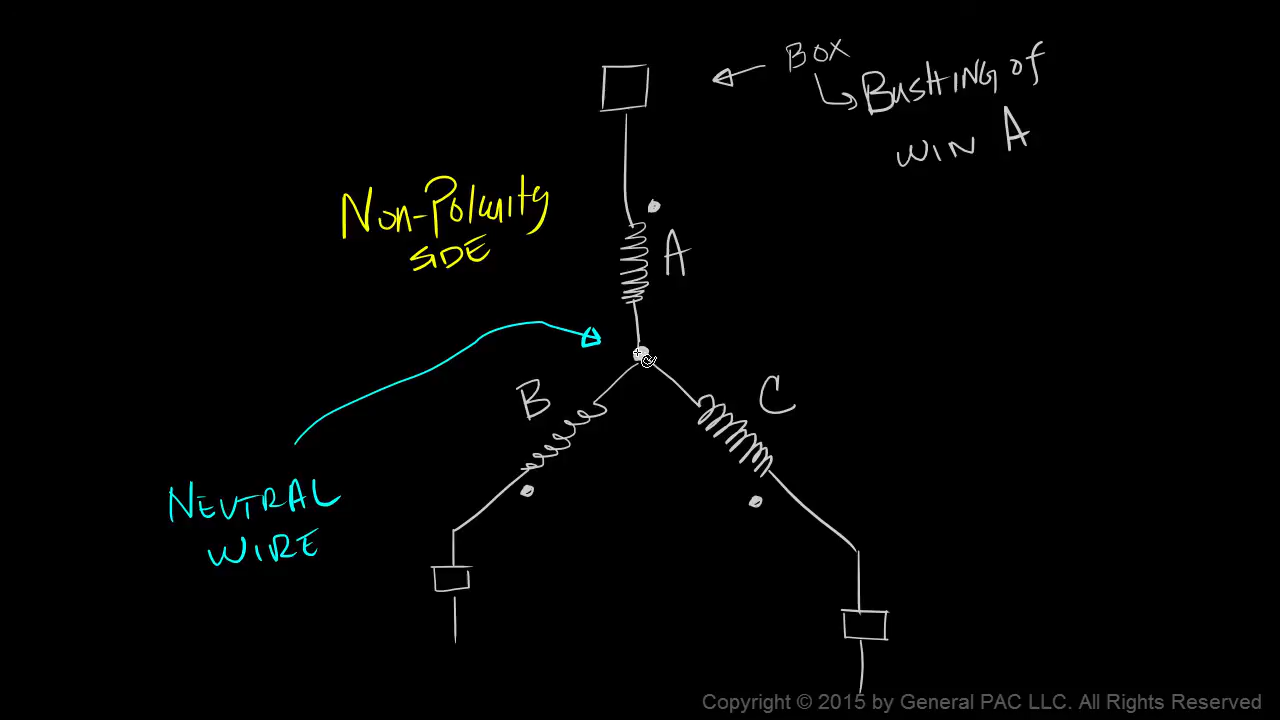 BOX
BUSHING of
WIN A
Non-Polarity
SIDE
A
B
C
NEUTRAL
WIRE
Copyright © 2015 by General PAC LLC. All Rights Reserved